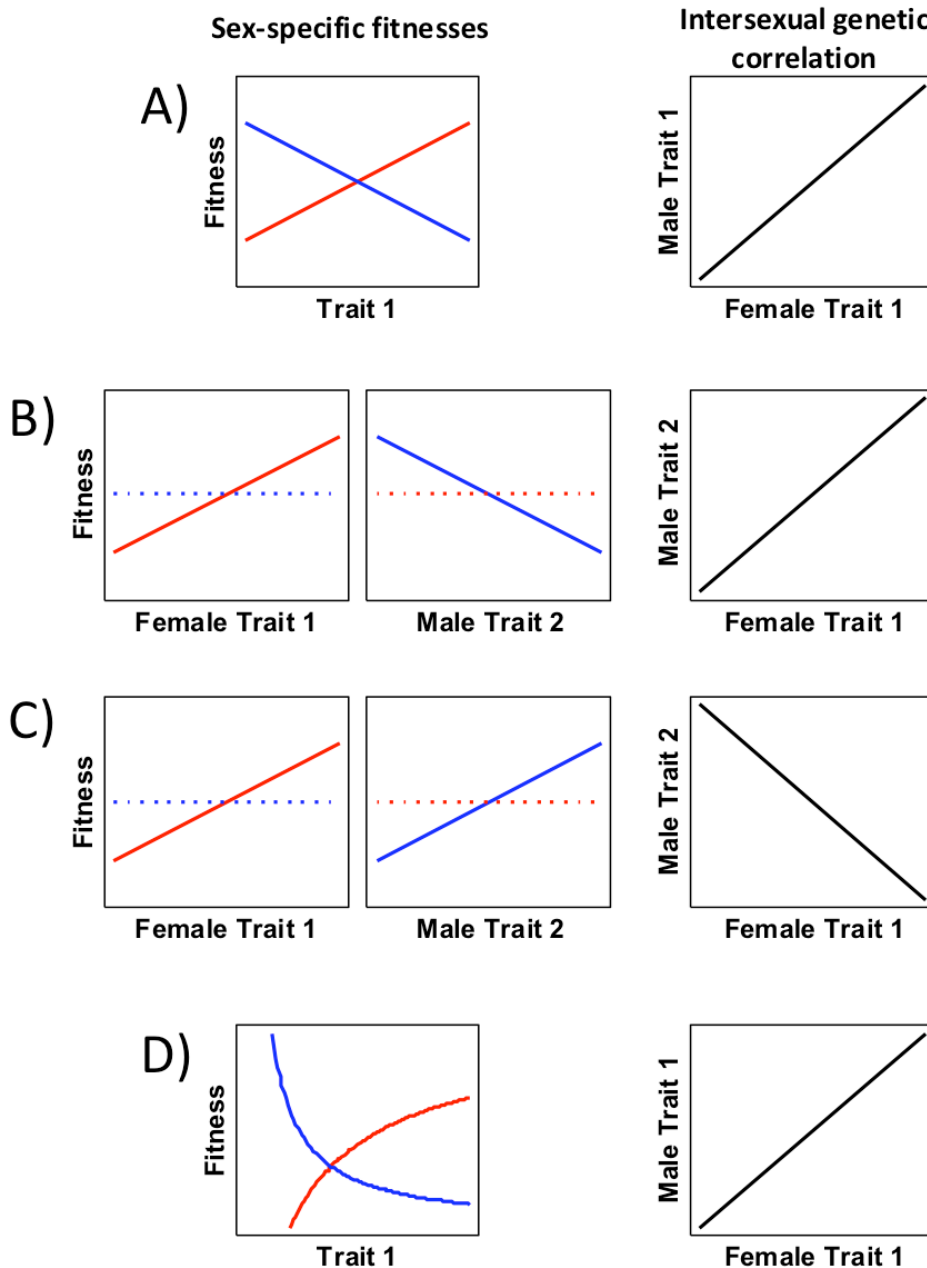 Sex-specific fitnesses
Intersexual genetic
correlation
A)
Fitness
Trait 1
Male Trait 1
Female Trait 1
B)
Fitness
Female Trait 1
Male Trait 2
Male Trait 2
Female Trait 1
C)
Fitness
Female Trait 1
Male Trait 2
Male Trait 2
Female Trait 1
D)
Fitness
Trait 1
Male Trait 1
Female Trait 1